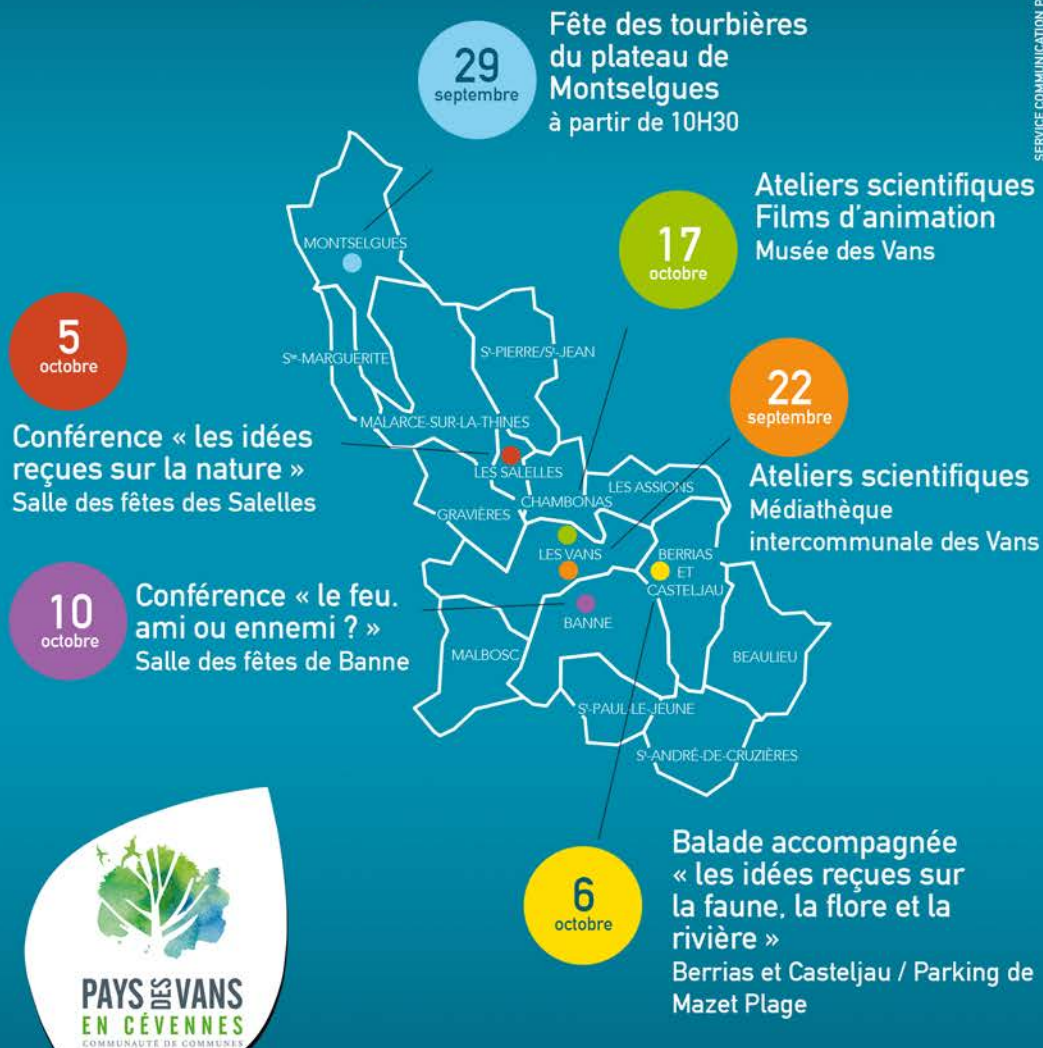 SERVICE COMMUNICATION
29
septembre
Fête des tourbières
du plateau de
Montselgues
à partir de 10H30
17
octobre
Ateliers scientifiques
Films d'animation
Musée des Vans
5
octobre
Conférence « les idées
reçues sur la nature »
Salle des fêtes des Salelles
22
septembre
Ateliers scientifiques
Médiathèque
intercommunale des Vans
10
octobre
Conférence « le feu.
ami ou ennemi ? »
Salle des fêtes de Banne
6
octobre
Balade accompagnée
« les idées reçues sur
la faune, la flore et la
rivière »
Berrias et Casteljau / Parking de
Mazet Plage
MONTSELGUES
Ste-MARGUERITE
St-PIERRE/St-JEAN
MALARCE-SUR-LA-THINES
LES SALELLES
CHAMBONAS
LES ASSIONS
GRAVIÈRES
LES VANS
BERRIAS
ET
CASTELJAU
BANNE
MALBOSC
BEAULIEU
St-PAUL-LE-JEUNE
St-ANDRÉ-DE-CRUZIÈRES
PAYS DES VANS
EN CÉVENNES
COMMUNAUTÉ DE COMMUNES